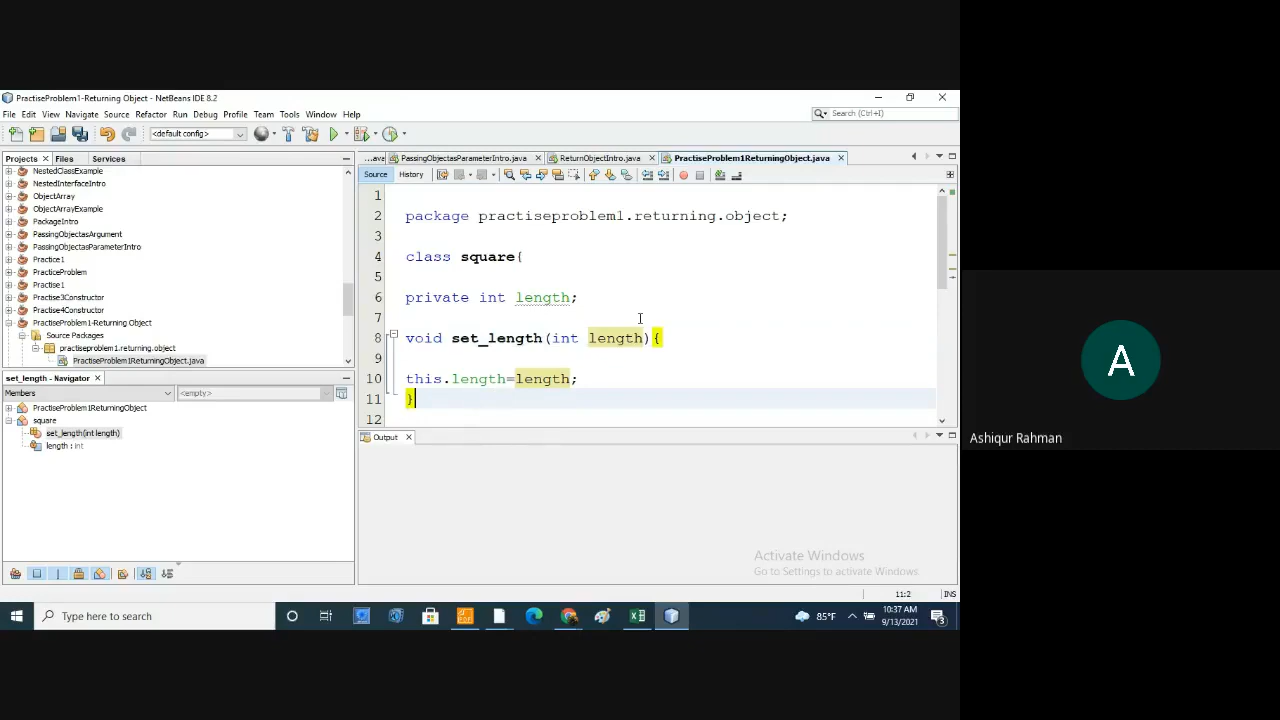 PractiseProblem1-Returning Object - NetBeans IDE 8.2
File Edit View Navigate Source Refactor Run Debug Profile Team Tools Window Help
Search (Ctrl+I)
<default config>
Projects Files Services
NestedClassExample
NestedInterfaceIntro
ObjectArray
ObjectArrayExample
PackageIntro
PassingObjectasArgument
PassingObjectasParameterIntro
Practice1
PracticeProblem
Practise1
Practise3Constructor
Practise4Constructor
PractiseProblem1-Returning Object
Source Packages
practiseproblem1.returning.object
PractiseProblem1ReturningObject.java
...ava PassingObjectasParameterIntro.java ReturnObjectIntro.java PractiseProblem1ReturningObject.java
Source History
1
2 package practiseproblem1.returning.object;
3
4 class square{
5
6 private int length;
7
8 void set_length(int length){
9
10 this.length=length;
11 }
12
set_length - Navigator
Members <empty>
PractiseProblem1ReturningObject
square
set_length(int length)
length : int
Output
Activate Windows
Go to Settings to activate Windows.
11:2 INS
Type here to search
85°F
10:37 AM
9/13/2021
3
A
Ashiqur Rahman